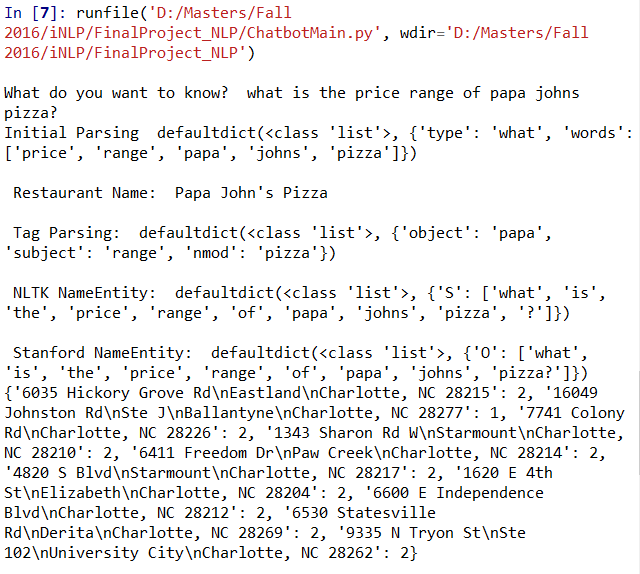 In [7]: runfile('D:/Masters/Fall
2016/iNLP/FinalProject_NLP/ChatbotMain.py', wdir='D:/Masters/Fall
2016/iNLP/FinalProject_NLP')
What do you want to know?  what is the price range of papa johns
pizza?
Initial Parsing  defaultdict(<class 'list'>, {'type': 'what', 'words':
['price', 'range', 'papa', 'johns', 'pizza']})
Restaurant Name:  Papa John's Pizza
Tag Parsing:  defaultdict(<class 'list'>, {'object': 'papa',
'subject': 'range', 'nmod': 'pizza'})
NLTK NameEntity:  defaultdict(<class 'list'>, {'S': ['what', 'is',
'the', 'price', 'range', 'of', 'papa', 'johns', 'pizza', '?']})
Stanford NameEntity:  defaultdict(<class 'list'>, {'O': ['what',
'is', 'the', 'price', 'range', 'of', 'papa', 'johns', 'pizza?']})
{'6035 Hickory Grove Rd\nEastland\nCharlotte, NC 28215': 2, '16049
Johnston Rd\nSte J\nBallantyne\nCharlotte, NC 28277': 1, '7741 Colony
Rd\nCharlotte, NC 28226': 2, '1343 Sharon Rd W\nStarmount\nCharlotte,
NC 28210': 2, '6411 Freedom Dr\nPaw Creek\nCharlotte, NC 28214': 2,
'4820 S Blvd\nStarmount\nCharlotte, NC 28217': 2, '1620 E 4th
St\nElizabeth\nCharlotte, NC 28204': 2, '6600 E Independence
Blvd\nCharlotte, NC 28212': 2, '6530 Statesville
Rd\nDerita\nCharlotte, NC 28269': 2, '9335 N Tryon St\nSte
102\nUniversity City\nCharlotte, NC 28262': 2}